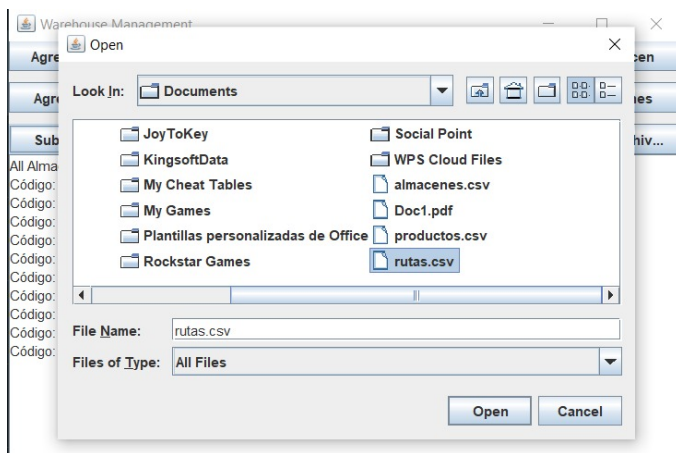 Warehouse Management
Open
Agre
cen
Look In: Documents
Agre
nes
JoyToKey
Social Point
Sub
hiv...
KingsoftData
WPS Cloud Files
All Alma
My Cheat Tables
almacenes.csv
Código:
My Games
Doc1.pdf
Código:
Plantillas personalizadas de Office
productos.csv
Código:
Rockstar Games
rutas.csv
Código:
Código:
Código:
Código:
Código:
File Name: rutas.csv
Código:
Código:
Files of Type: All Files
Open
Cancel